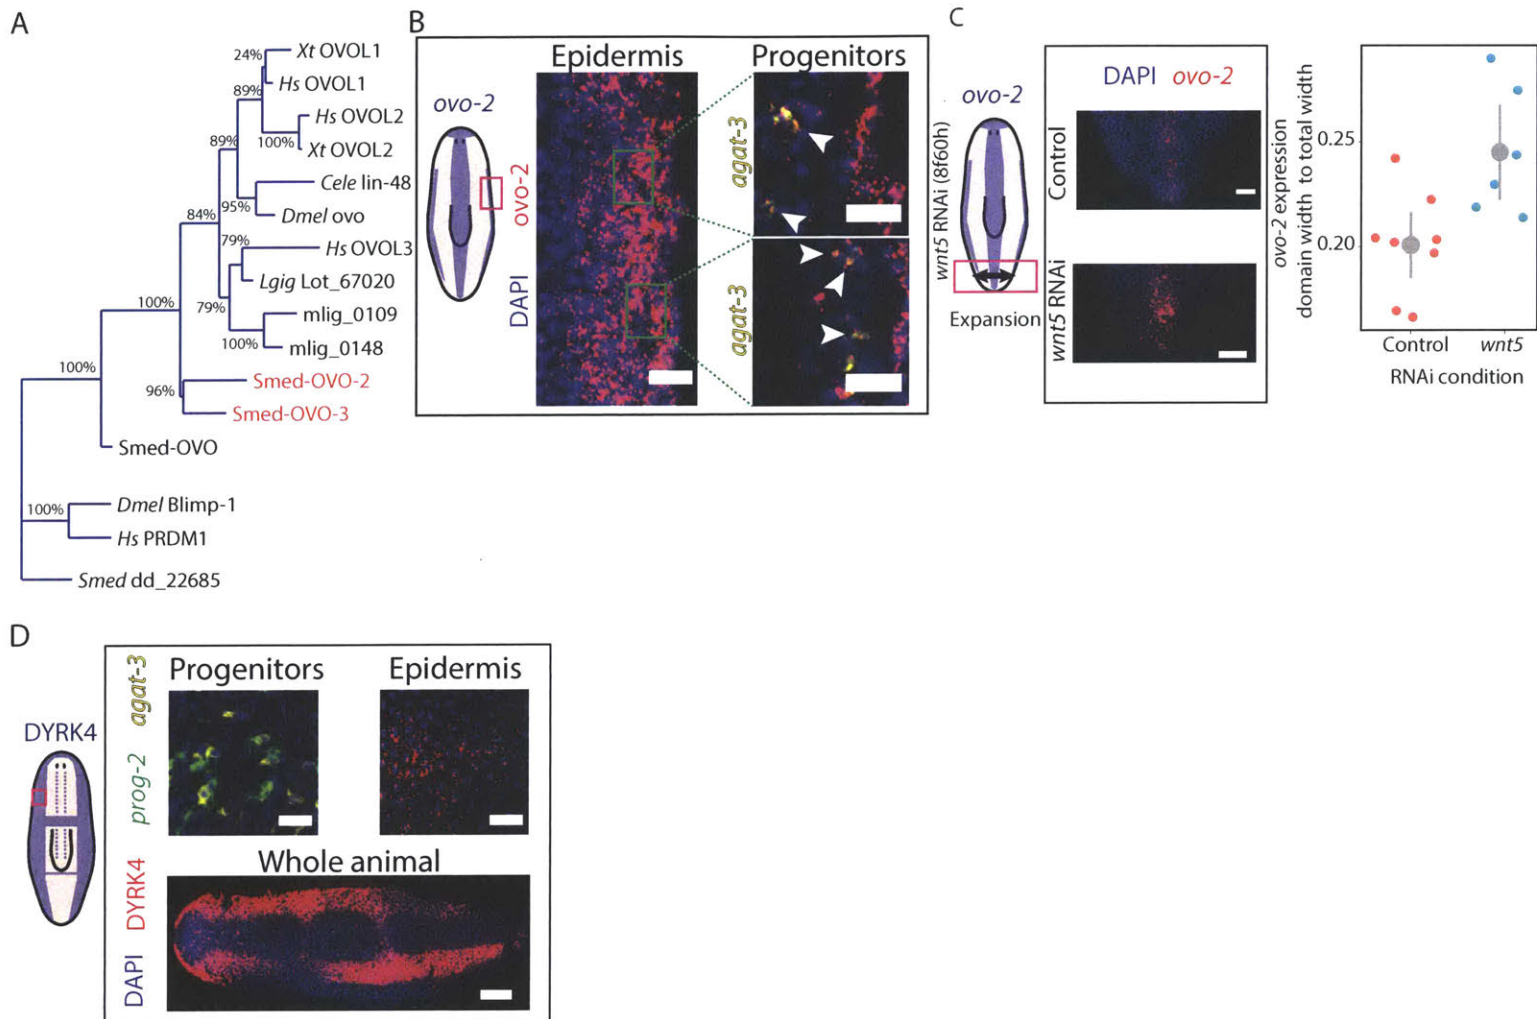 A
24%
Xt OVOL1
Hs OVOL1
89%
Hs OVOL2
100%
Xt OVOL2
89%
Cele lin-48
95%
Dmel ovo
84%
79%
Hs OVOL3
Lgig Lot_67020
79%
mlig_0109
100%
mlig_0148
100%
100%
Smed-OVO-2
96%
Smed-OVO-3
Smed-OVO
100%
Dmel Blimp-1
Hs PRDM1
Smed dd_22685
B
ovo-2
Epidermis
Progenitors
DAPI
ovo-2
agat-3
agat-3
C
ovo-2
wnt5 RNAi (8f60h)
Expansion
DAPI ovo-2
Control
wnt5 RNAi
ovo-2 expression
domain width to total width
0.25
0.20
Control wnt5
RNAi condition
D
DYRK4
Progenitors
Epidermis
agat-3
prog-2
DYRK4
DAPI
Whole animal